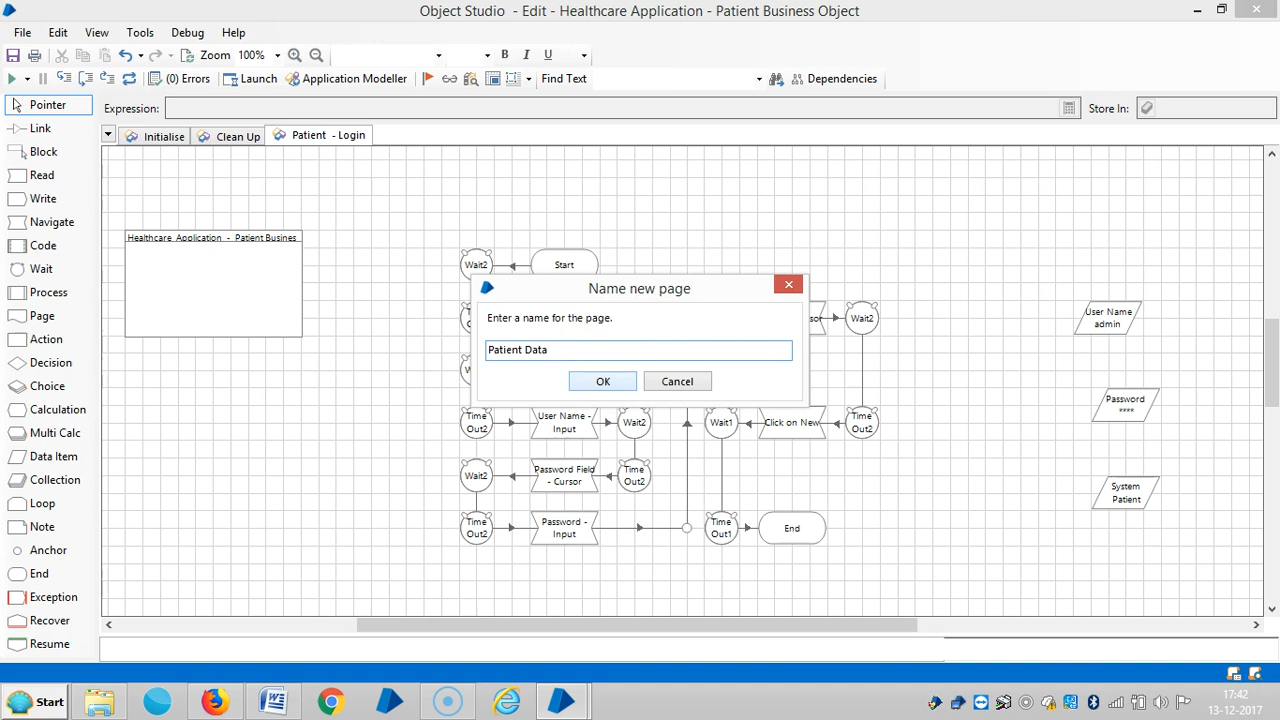 Object Studio - Edit - Healthcare Application - Patient Business Object
File Edit View Tools Debug Help
Zoom 100% B I U
(0) Errors Launch Application Modeller Find Text Dependencies
Pointer Expression: Store In:
Link Initialise Clean Up Patient - Login
Block
Read
Write
Navigate
Code
Wait
Process
Page
Action
Decision
Choice
Calculation
Multi Calc
Data Item
Collection
Loop
Note
Anchor
End
Exception
Recover
Resume
Healthcare Application - Patient Busines
Wait2 Start
Name new page
Enter a name for the page.
Patient Data
OK Cancel
Wait2
User Name
admin
Time Out2
User Name - Input
Wait2
Wait1
Click on New
Time Out2
Password
****
Wait2
Password Field - Cursor
Time Out2
System Patient
Time Out2
Password - Input
Time Out1
End
Start
17:42
13-12-2017